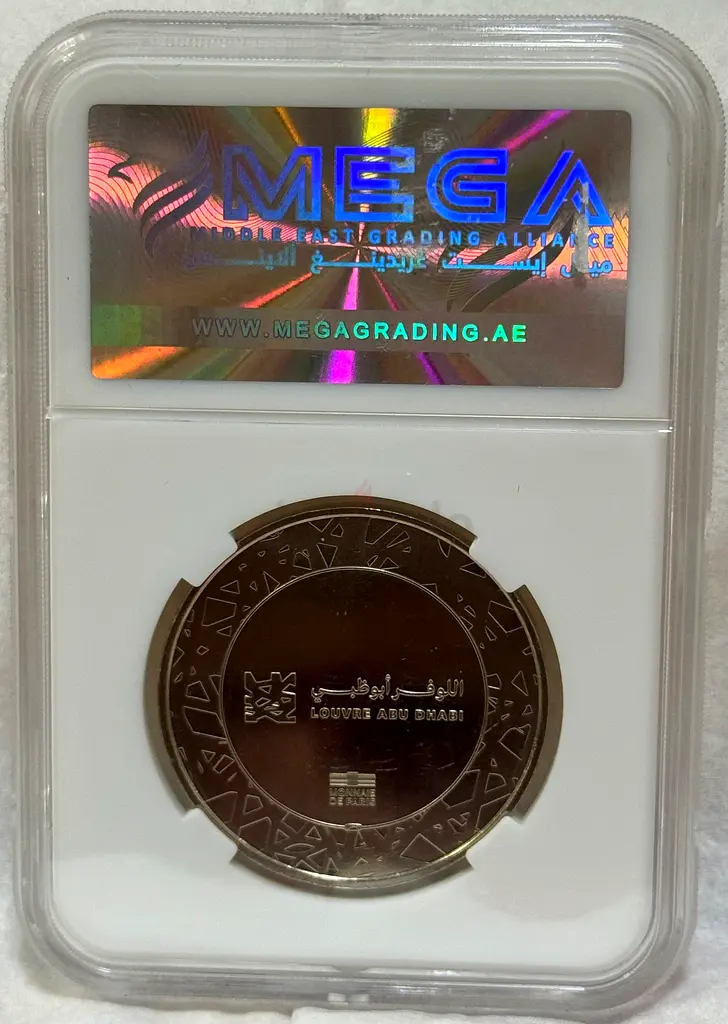 MEGA
MIDDLE EAST GRADING ALLIANCE
ميدل إيست غريدينغ ألاينس
WWW.MEGAGRADING.AE
اللوفر أبوظبي
LOUVRE ABU DHABI
MONNAIE
DE PARIS